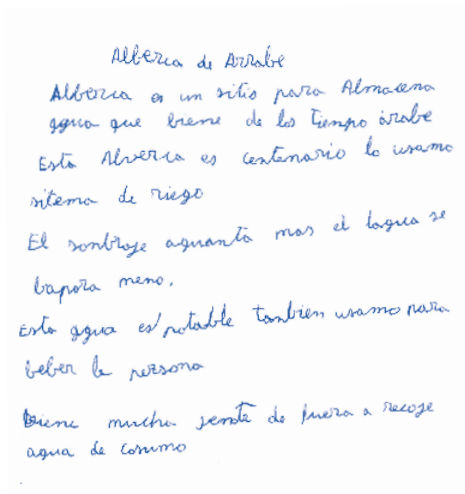 Alberca de Arrabe
Alberca es un sitio para Almacena
agua que biene de los tiempo árabe
Esta Alverca es centenario lo usamo
sitema de riego
El sonbraje aguanta mas el lagua se
bapora meno.
Esta agua es potable tanbien usamo para
beber la persona
Biene mucha jente de fuera a recoje
agua de consumo